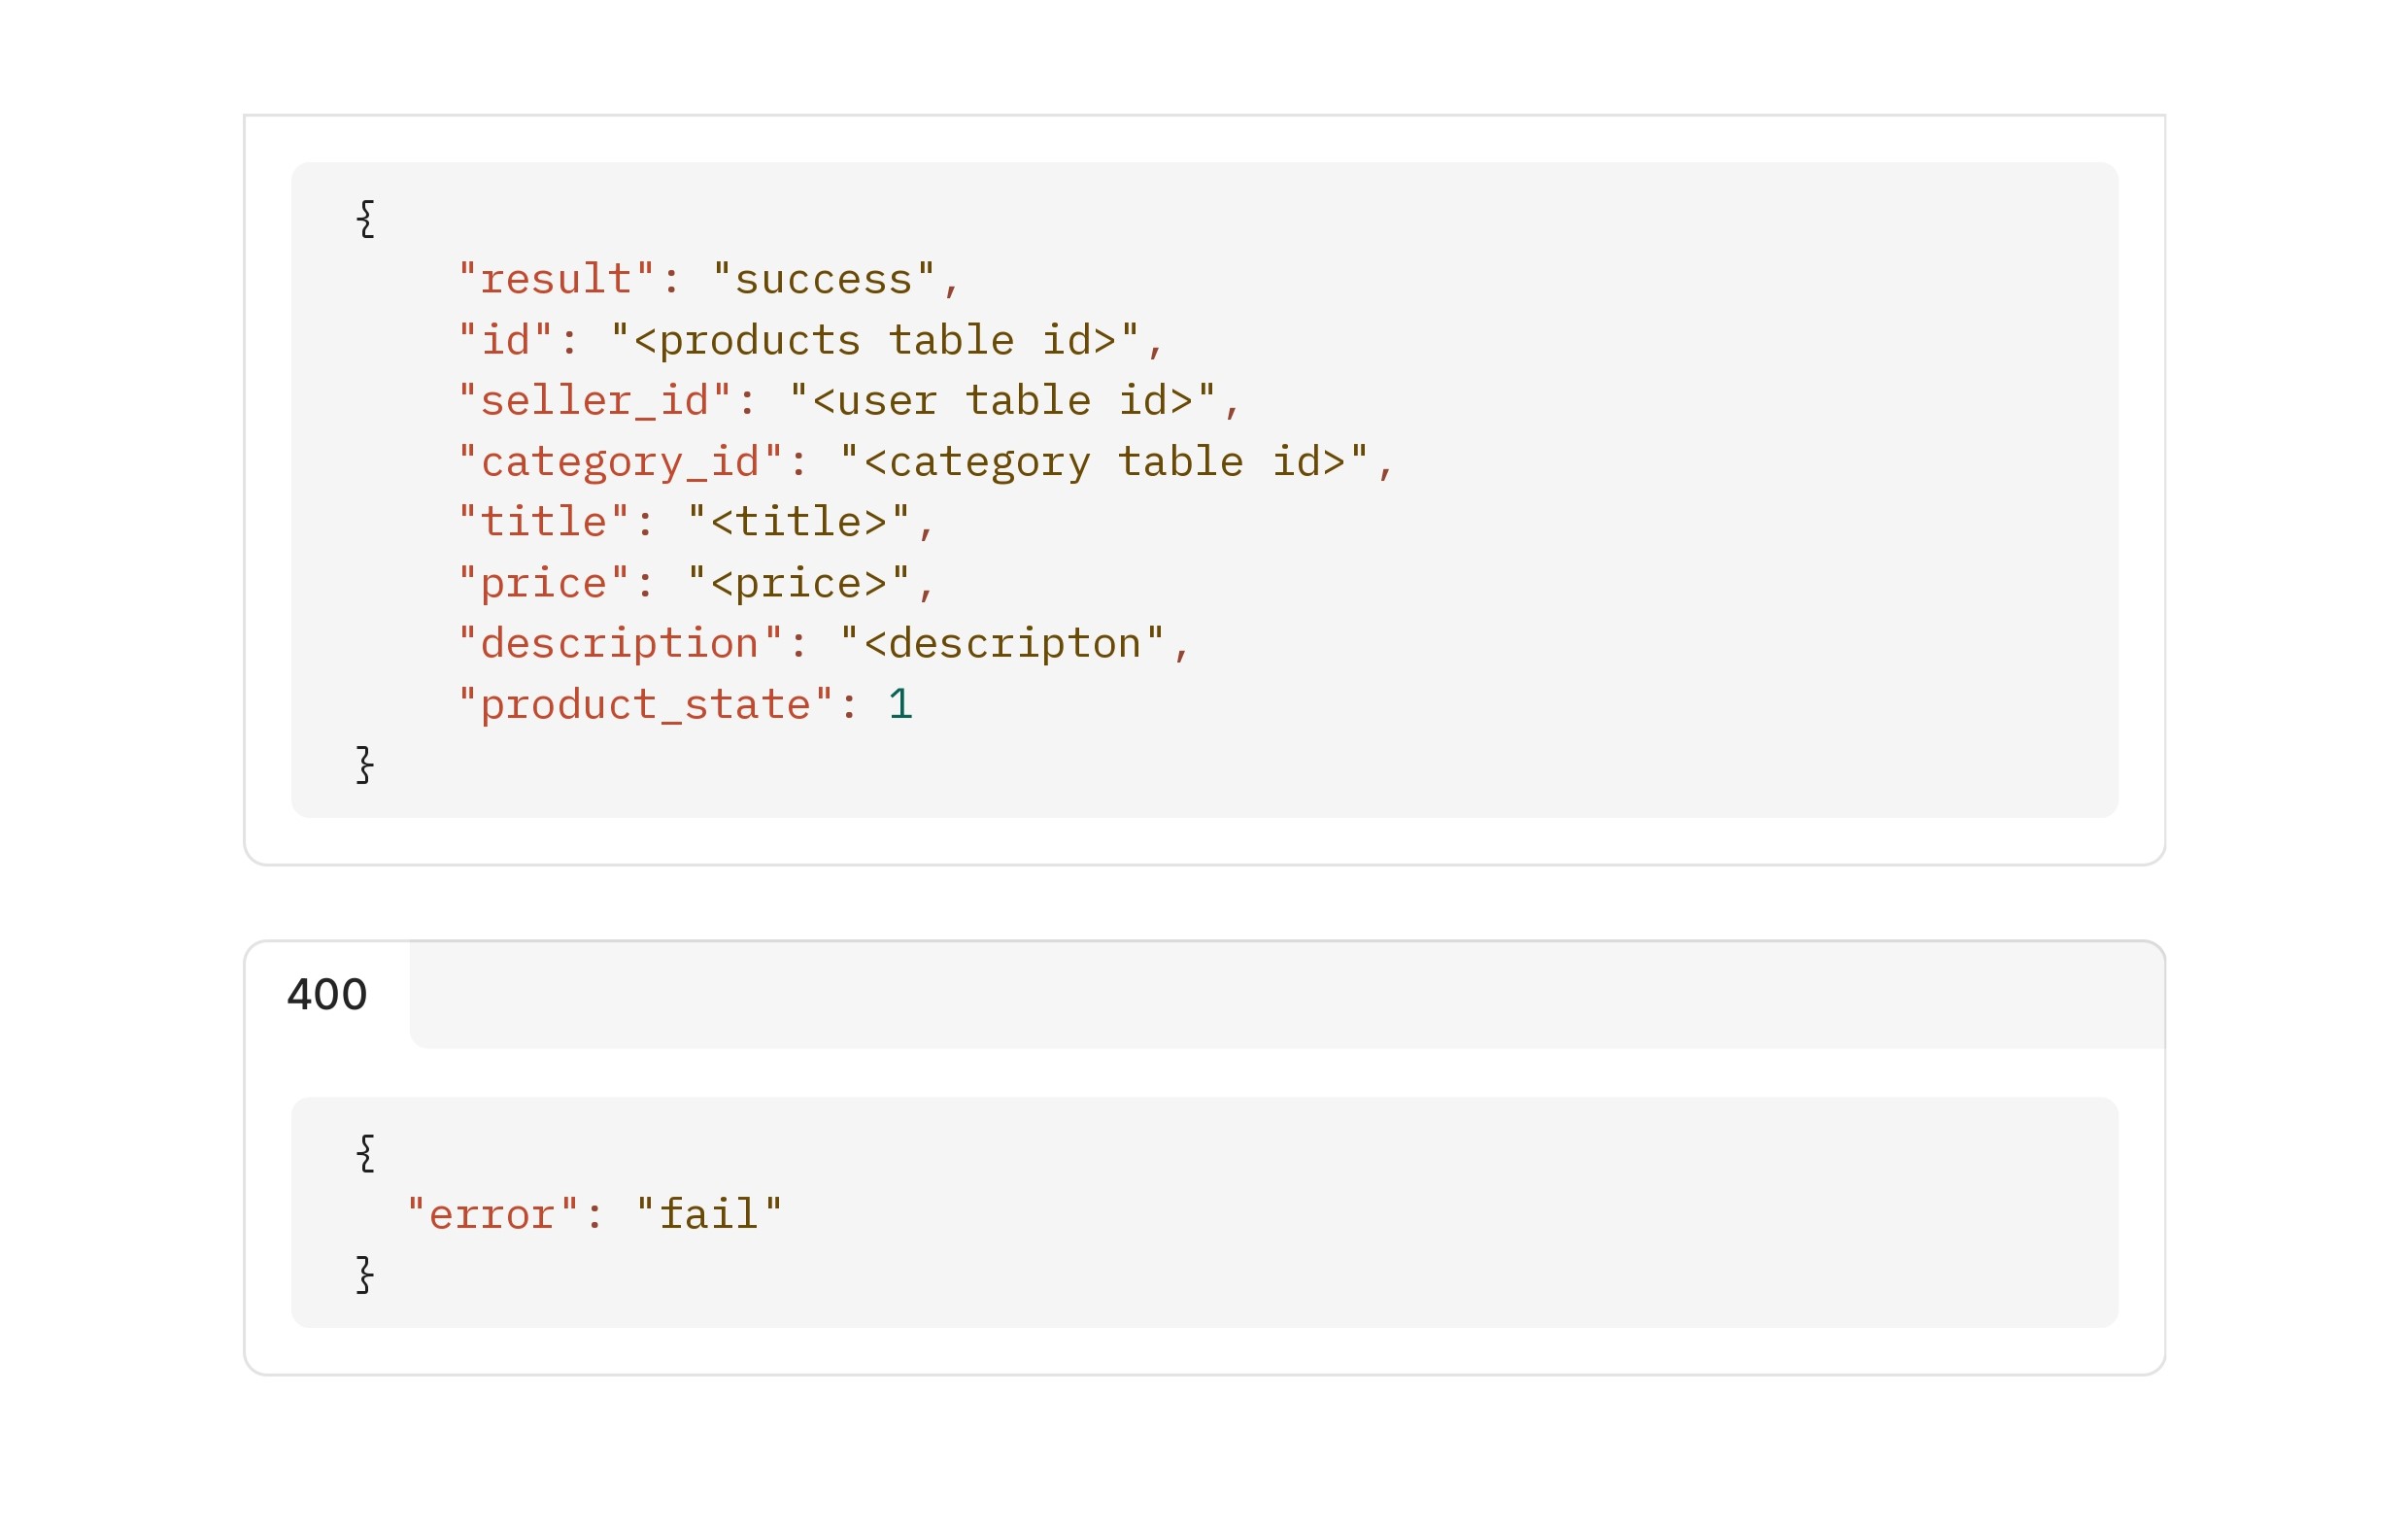 {
    "result": "success",
    "id": "<products table id>",
    "seller_id": "<user table id>",
    "category_id": "<category table id>",
    "title": "<title>",
    "price": "<price>",
    "description": "<descripton",
    "product_state": 1
}
400
{
  "error": "fail"
}